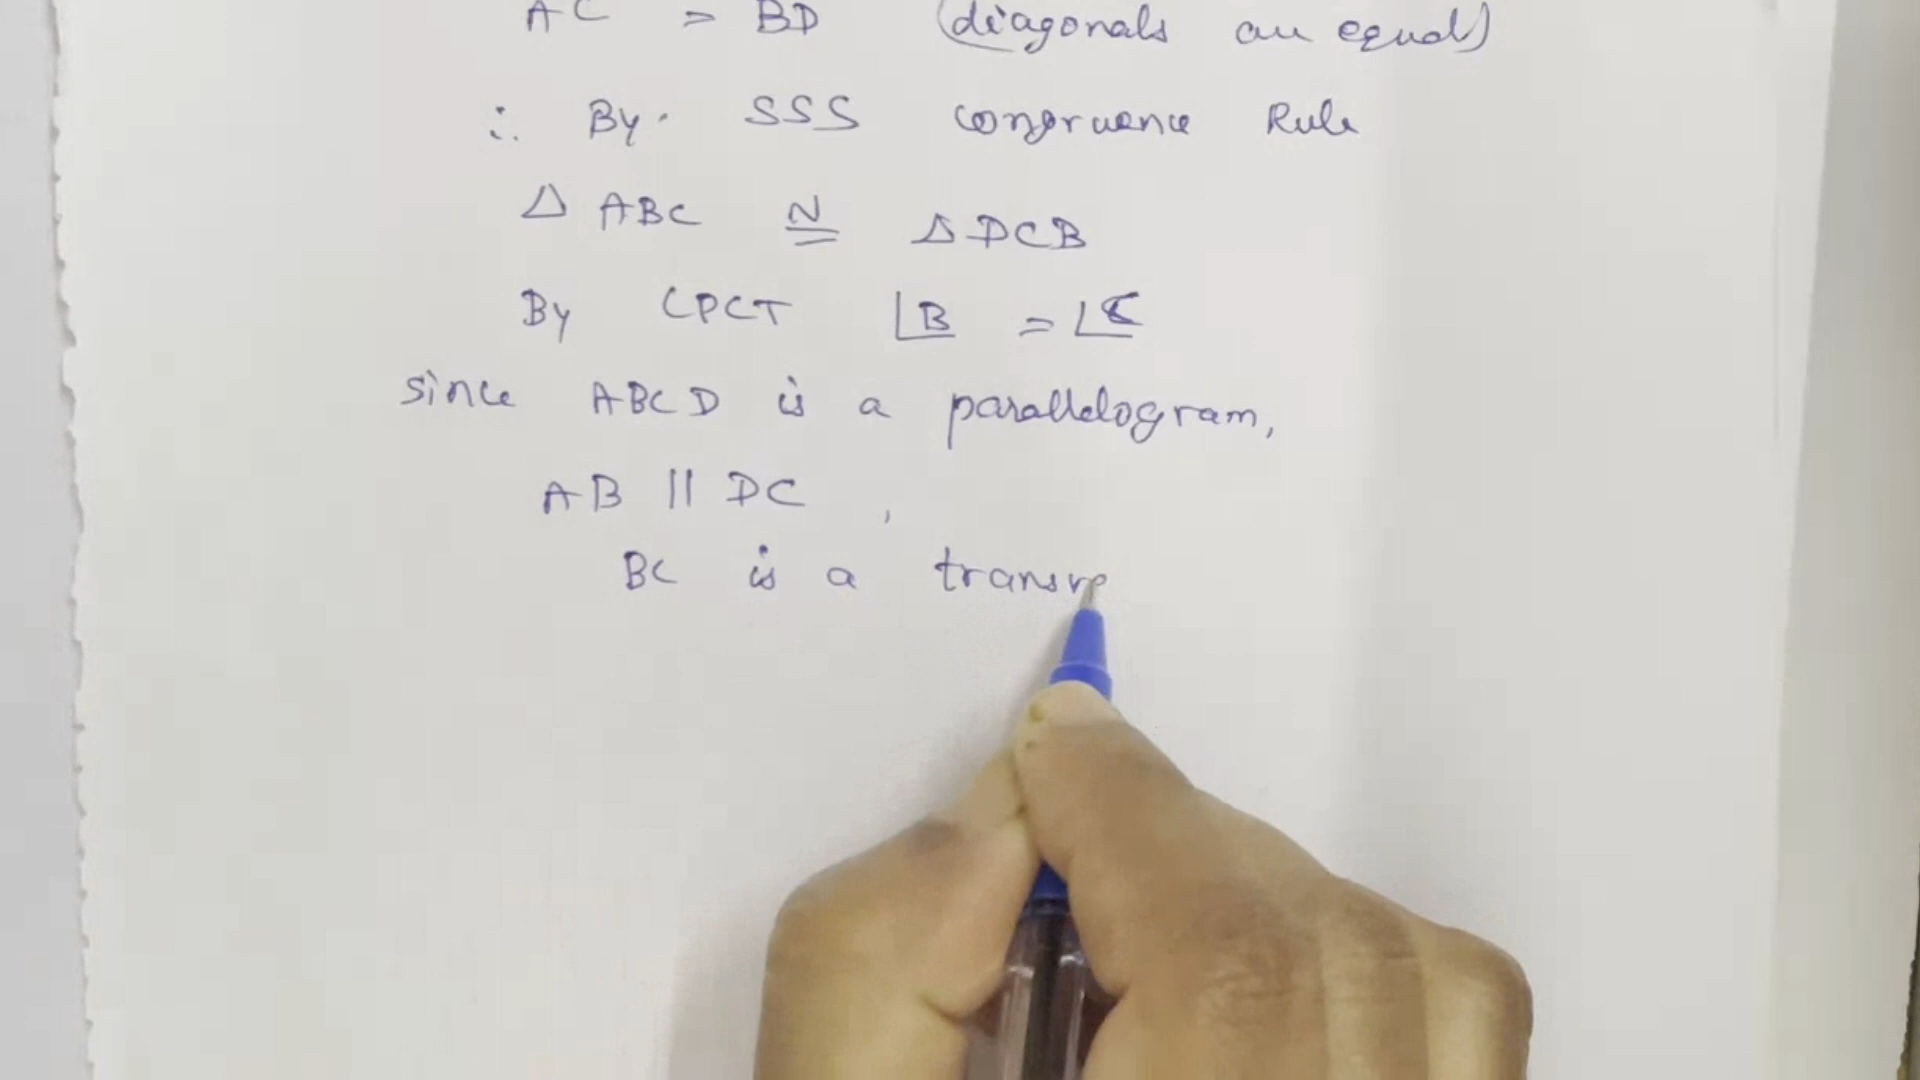 AC = BD (diagonals are equal)
∴ By. SSS congruence Rule
△ ABC ≅ △ DCB
By CPCT ∠B = ∠C
since ABCD is a parallelogram,
AB || DC ,
BC is a transve